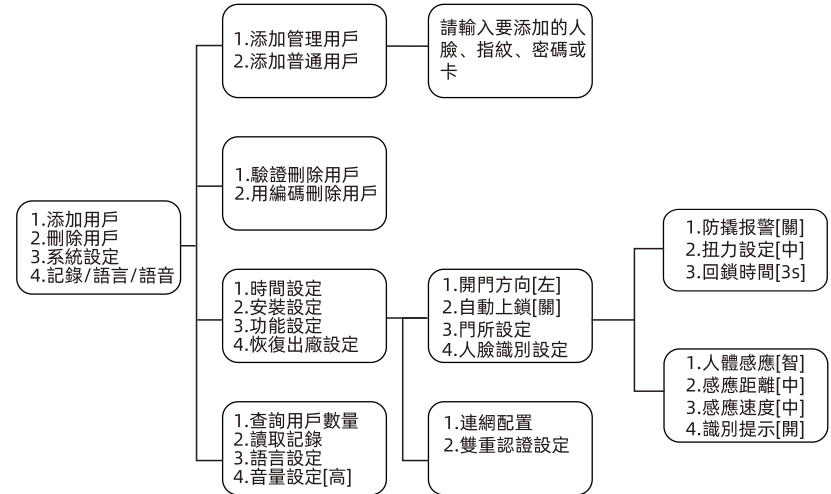 1.添加用戶
2.刪除用戶
3.系統設定
4.記錄/語言/語音
1.添加管理用戶
2.添加普通用戶
請輸入要添加的人
臉、指紋、密碼或
卡
1.驗證刪除用戶
2.用編碼刪除用戶
1.時間設定
2.安裝設定
3.功能設定
4.恢復出廠設定
1.開門方向[左]
2.自動上鎖[關]
3.門所設定
4.人臉識別設定
1.防撬报警[關]
2.扭力設定[中]
3.回鎖時間[3s]
1.人體感應[智]
2.感應距離[中]
3.感應速度[中]
4.識別提示[開]
1.連網配置
2.雙重認證設定
1.查詢用戶數量
2.讀取記錄
3.語言設定
4.音量設定[高]